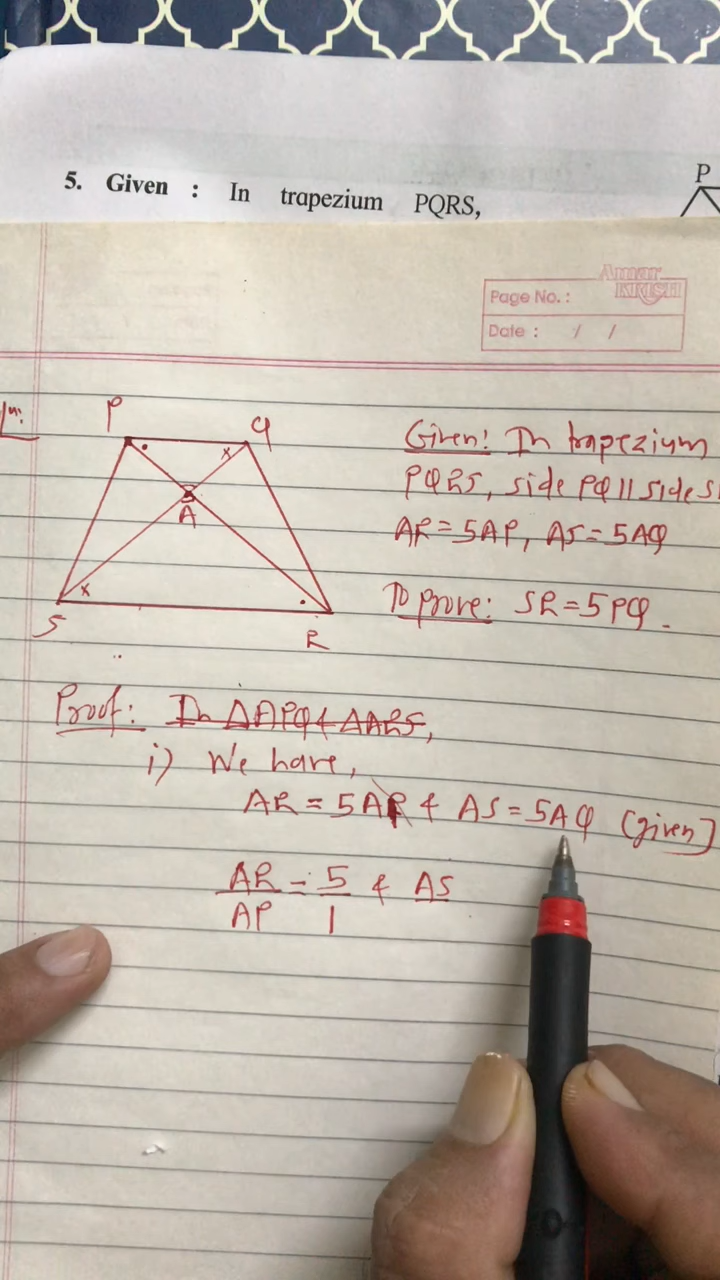 P
5. Given : In trapezium PQRS,
Amar
Page No. :
Date : / /
P Q
Given: In trapezium
PQRS, side PQ || side S
A
AR = 5AP, AS = 5AQ
x
To prove: SR = 5PQ.
S R
Proof: In ΔAPQ & ΔARS,
i) We have,
AR = 5AP & AS = 5AQ (given)
AR = 5 & AS
AP 1